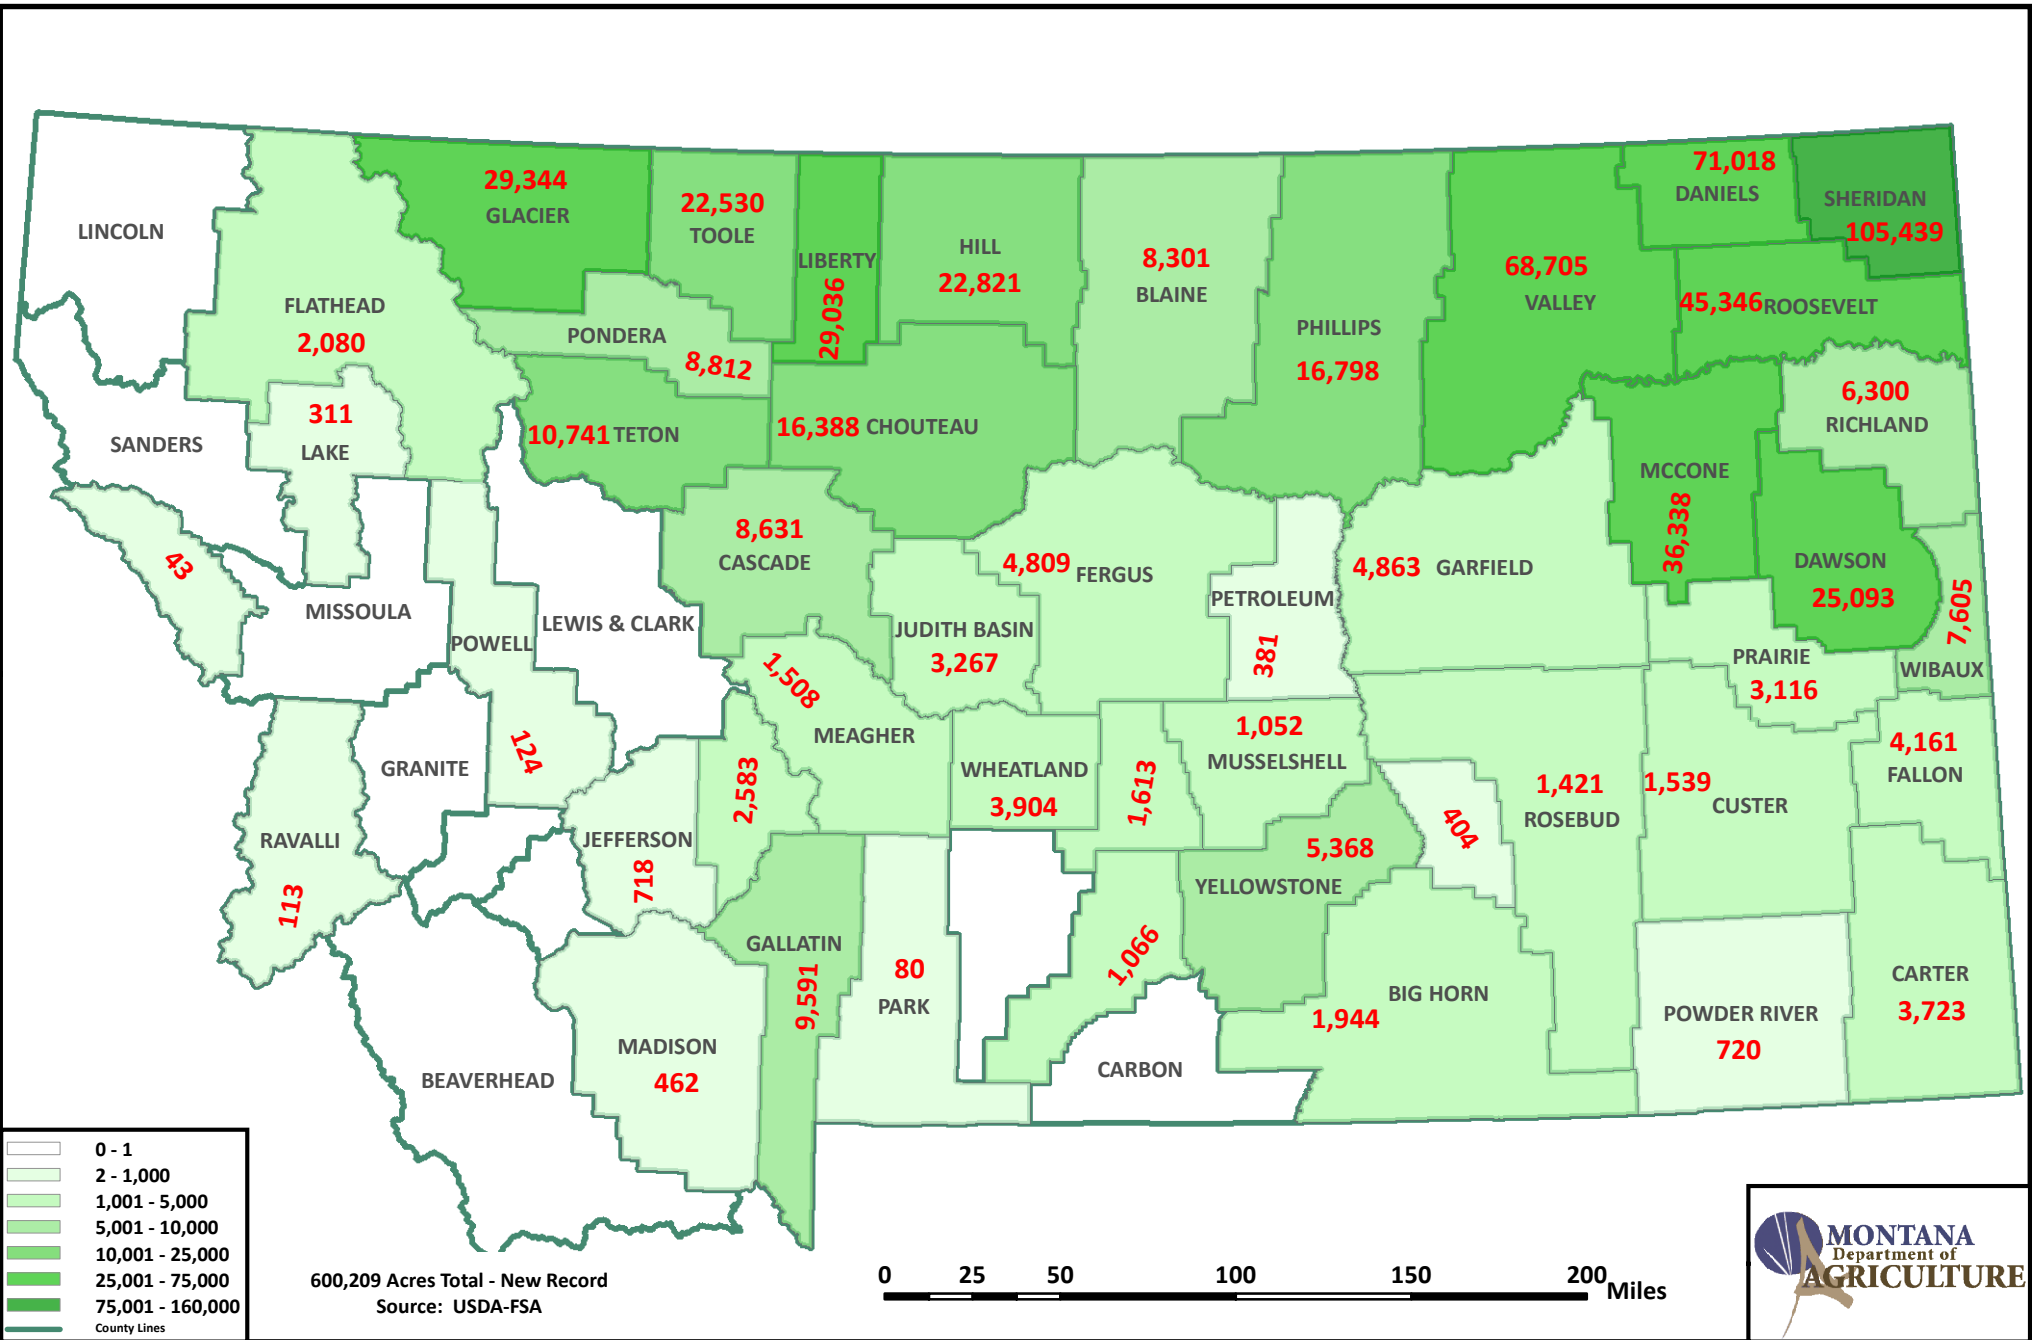 LINCOLN
FLATHEAD
2,080
29,344
GLACIER
22,530
TOOLE
LIBERTY
29,036
HILL
22,821
8,301
BLAINE
PHILLIPS
16,798
68,705
VALLEY
71,018
DANIELS
SHERIDAN
105,439
45,346 ROOSEVELT
PONDERA
8,812
311
LAKE
SANDERS
10,741 TETON
16,388 CHOUTEAU
6,300
RICHLAND
MCCONE
36,338
DAWSON
25,093
7,605
WIBAUX
43
MISSOULA
POWELL
124
LEWIS & CLARK
8,631
CASCADE
4,809 FERGUS
JUDITH BASIN
3,267
PETROLEUM
381
4,863 GARFIELD
PRAIRIE
3,116
1,508
MEAGHER
GRANITE
2,583
WHEATLAND
3,904
1,613
1,052
MUSSELSHELL
404
1,421
ROSEBUD
1,539 CUSTER
4,161
FALLON
RAVALLI
113
JEFFERSON
718
5,368
YELLOWSTONE
GALLATIN
9,591
80
PARK
1,066
1,944
BIG HORN
POWDER RIVER
720
CARTER
3,723
BEAVERHEAD
MADISON
462
CARBON
0 - 1
2 - 1,000
1,001 - 5,000
5,001 - 10,000
10,001 - 25,000
25,001 - 75,000
75,001 - 160,000
County Lines
600,209 Acres Total - New Record
Source: USDA-FSA
0 25 50 100 150 200 Miles
MONTANA
Department of
AGRICULTURE